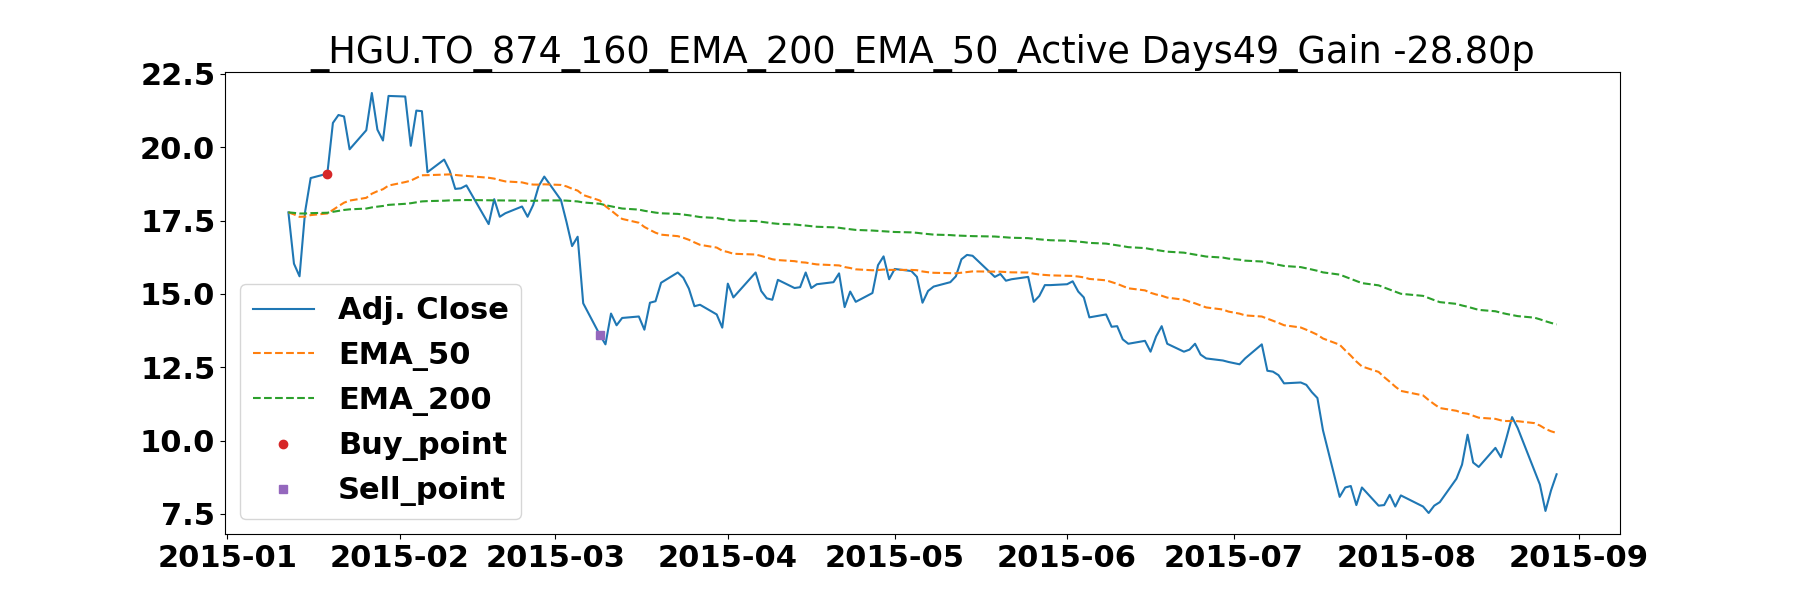 _HGU.TO_874_160_EMA_200_EMA_50_Active Days49_Gain -28.80p
22.5
20.0
17.5
15.0
12.5
10.0
7.5
Adj. Close
EMA_50
EMA_200
Buy_point
Sell_point
2015-01 2015-02 2015-03 2015-04 2015-05 2015-06 2015-07 2015-08 2015-09